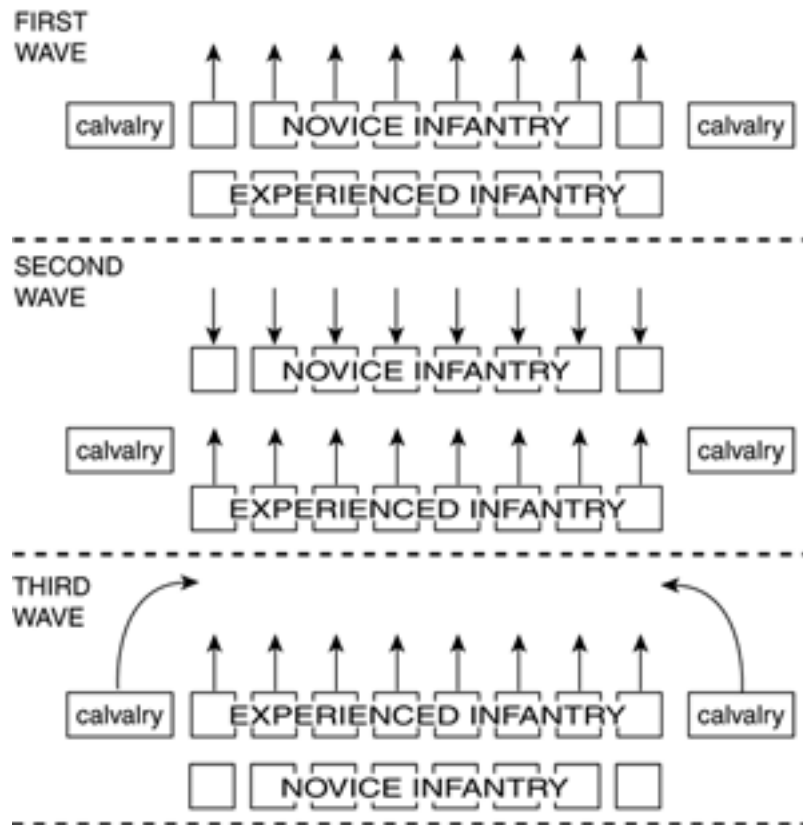 FIRST
WAVE
calvalry NOVICE INFANTRY calvalry
EXPERIENCED INFANTRY
SECOND
WAVE
NOVICE INFANTRY
calvalry calvalry
EXPERIENCED INFANTRY
THIRD
WAVE
calvalry EXPERIENCED INFANTRY calvalry
NOVICE INFANTRY